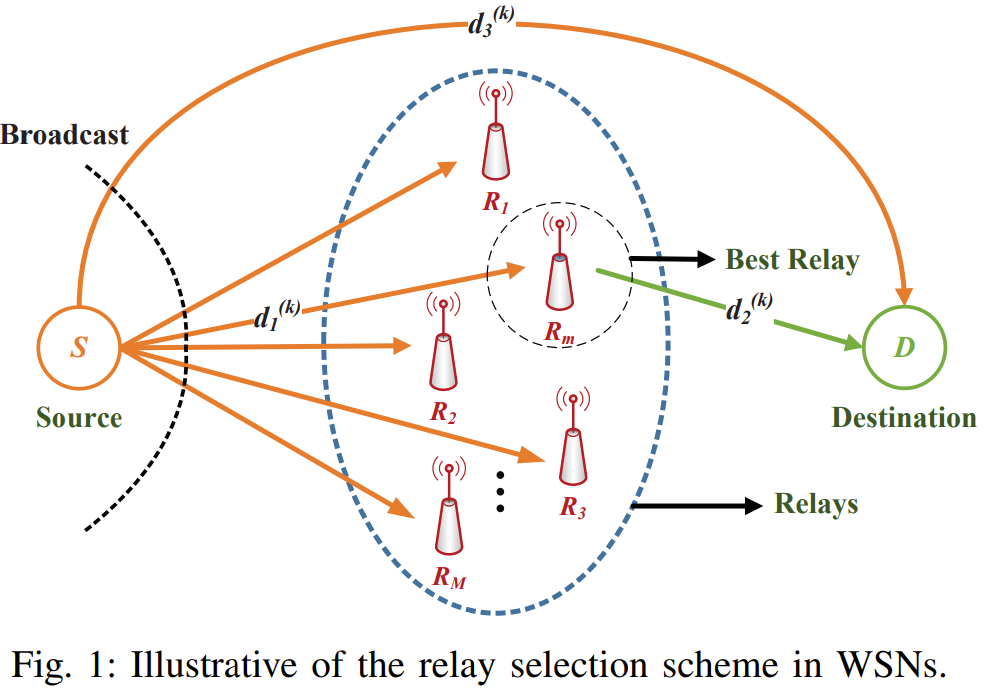 d₃⁽ᵏ⁾
Broadcast
R₁
Best Relay
d₁⁽ᵏ⁾
d₂⁽ᵏ⁾
Rₘ
S
D
R₂
Source
Destination
R₃
Relays
R_M
Fig. 1: Illustrative of the relay selection scheme in WSNs.